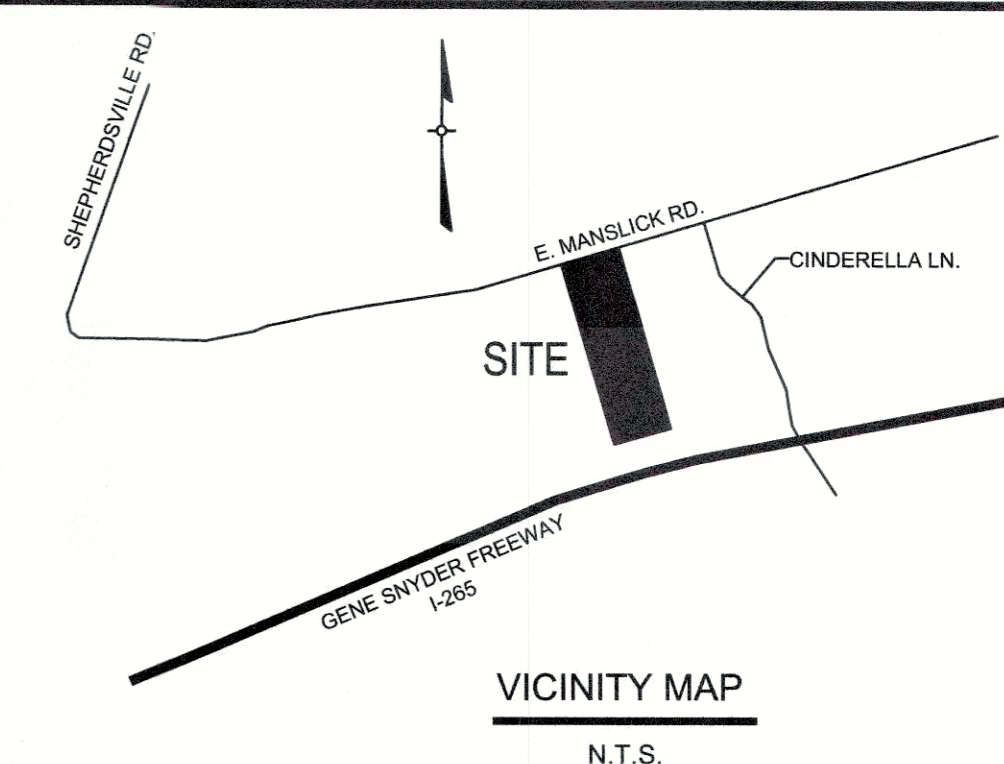 SHEPHERDSVILLE RD.
E. MANSLICK RD.
CINDERELLA LN.
SITE
GENE SNYDER FREEWAY
I-265
VICINITY MAP
N.T.S.